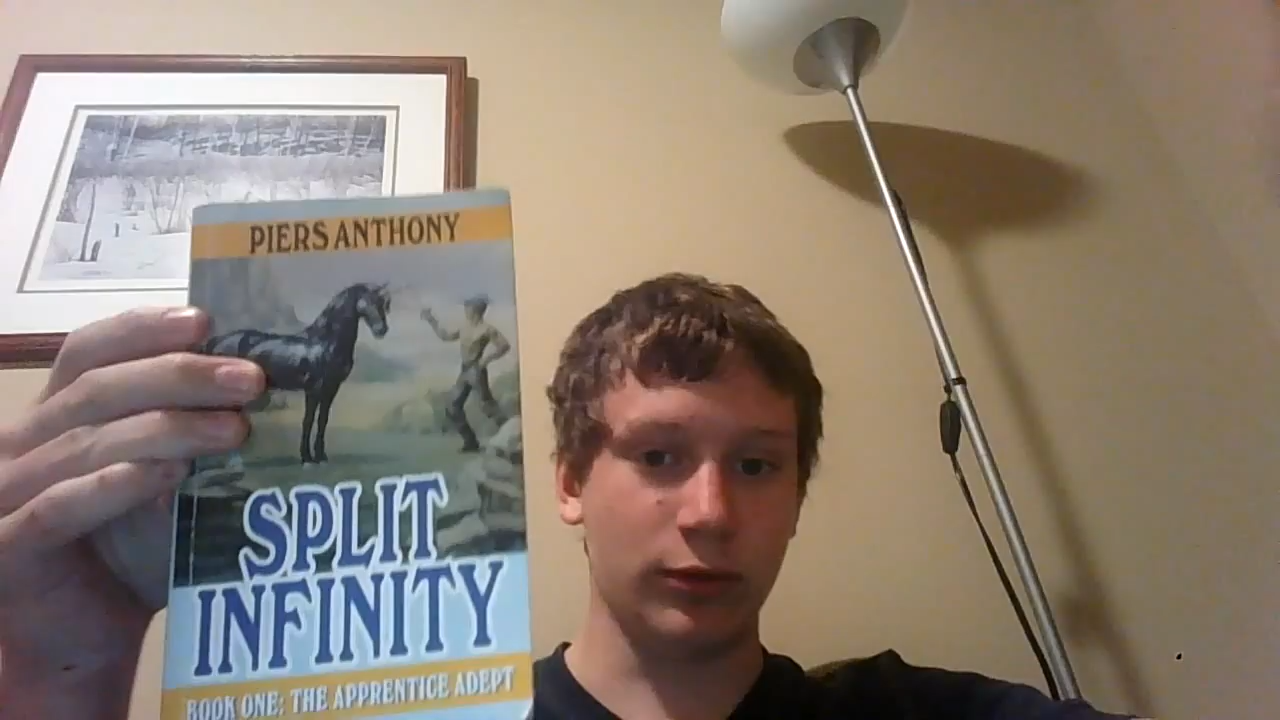 PIERS ANTHONY
SPLIT
INFINITY
BOOK ONE: THE APPRENTICE ADEPT